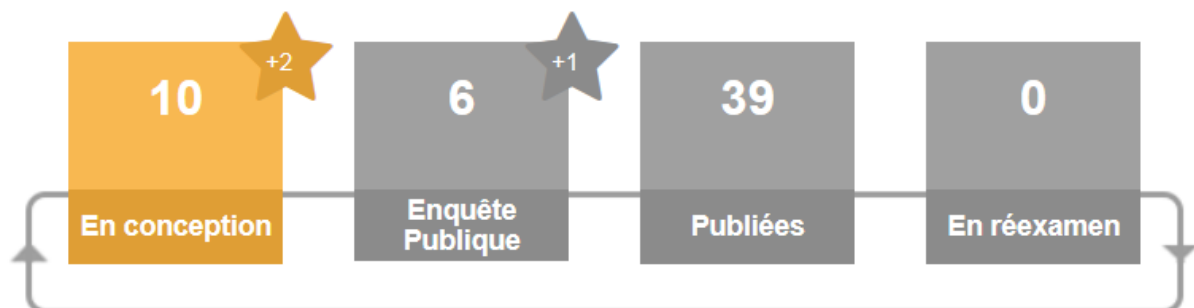 10
+2
En conception
6
+1
Enquête
Publique
39
Publiées
0
En réexamen